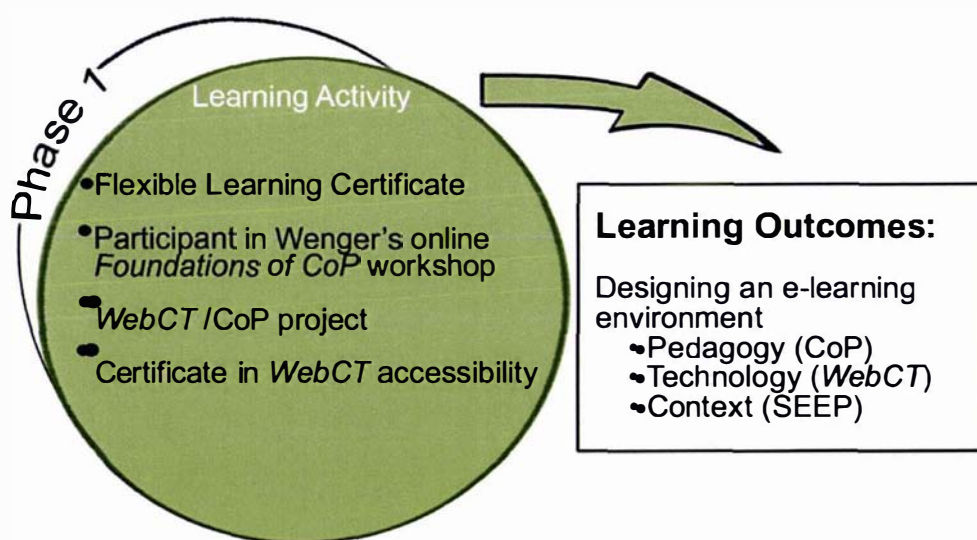 Phase 1
Learning Activity
•Flexible Learning Certificate
•Participant in Wenger's online
Foundations of CoP workshop
•WebCT /CoP project
•Certificate in WebCT accessibility
Learning Outcomes:
Designing an e-learning
environment
•Pedagogy (CoP)
•Technology (WebCT)
•Context (SEEP)